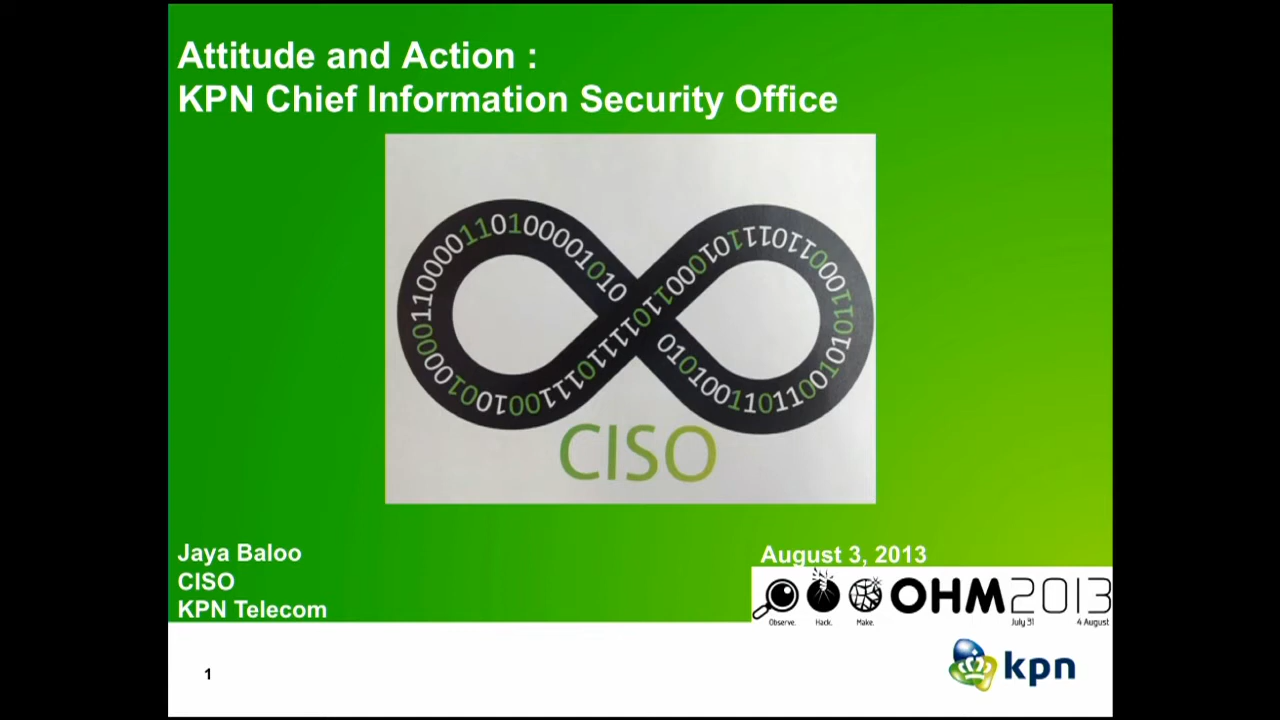 Attitude and Action :
KPN Chief Information Security Office
CISO
Jaya Baloo
CISO
KPN Telecom
August 3, 2013
Observe. Hack. Make.
OHM2013
July 31 4 August
kpn
1